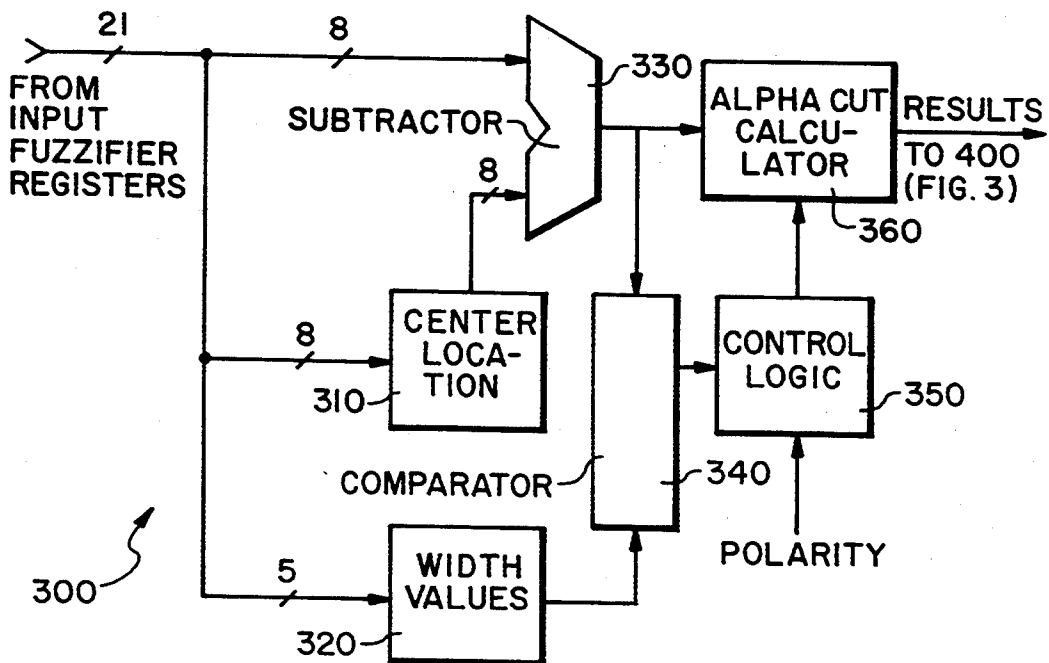 21
8
FROM
INPUT
FUZZIFIER
REGISTERS
SUBTRACTOR
8
330
ALPHA CUT
CALCU-
LATOR
360
RESULTS
TO 400
(FIG. 3)
8
CENTER
LOCA-
TION
310
CONTROL
LOGIC
350
COMPARATOR
340
POLARITY
300
5
WIDTH
VALUES
320